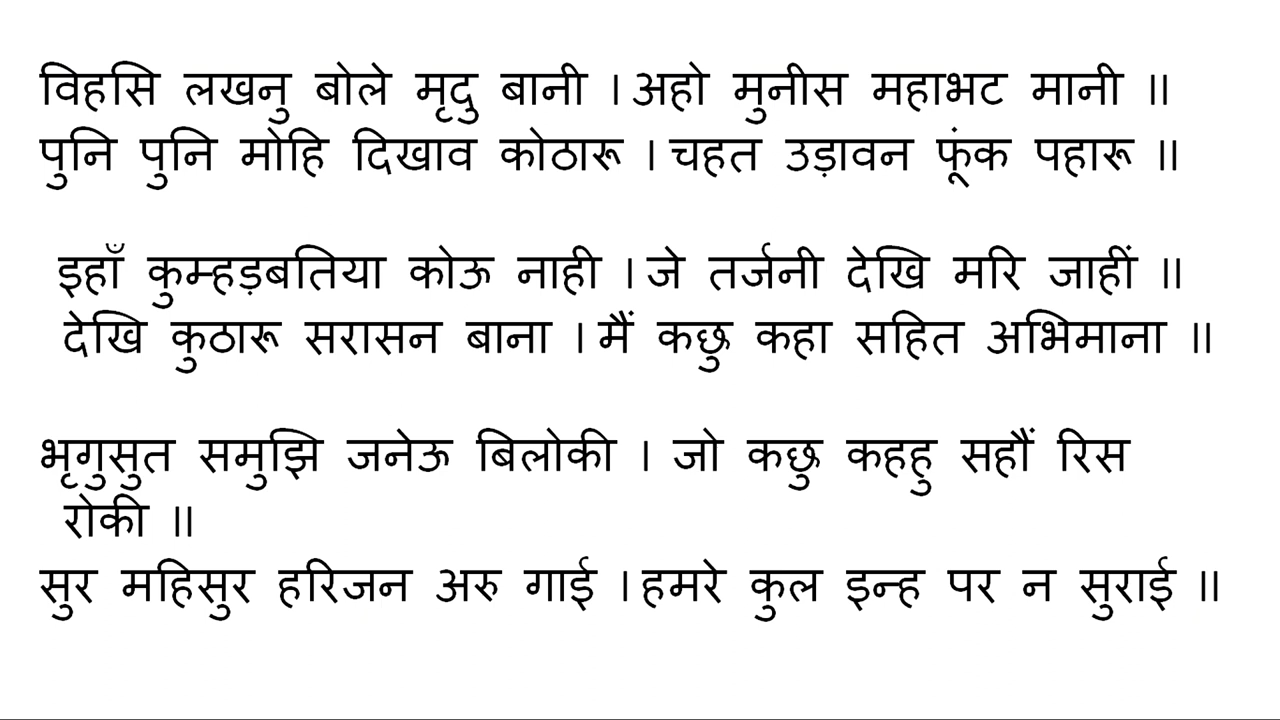 विहसि लखनु बोले मृदु बानी । अहो मुनीस महाभट मानी ॥
पुनि पुनि मोहि दिखाव कोठारू । चहत उड़ावन फूंक पहारू ॥
इहाँ कुम्हड़बतिया कोऊ नाही । जे तर्जनी देखि मरि जाहीं ॥
देखि कुठारू सरासन बाना । मैं कछु कहा सहित अभिमाना ॥
भृगुसुत समुझि जनेऊ बिलोकी । जो कछु कहहु सहौं रिस
रोकी ॥
सुर महिसुर हरिजन अरु गाई । हमरे कुल इन्ह पर न सुराई ॥